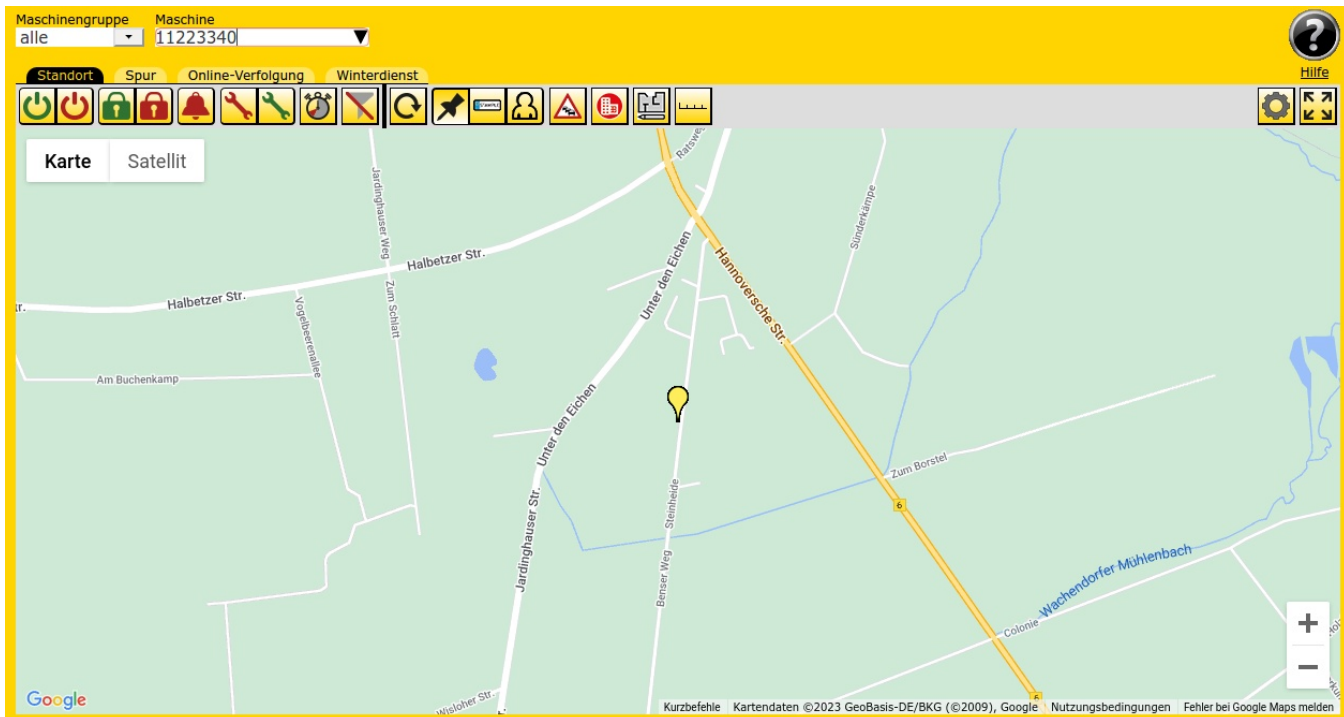 Maschinengruppe Maschine
alle 11223340
Hilfe
Standort Spur Online-Verfolgung Winterdienst
Karte Satellit
Ratsweg
Jardinghauser Weg
Sünderkämpe
Halbetzer Str.
Unter den Eichen
Hannoversche Str.
Zum Schlatt
Halbetzer Str.
tr.
Vogelbeerenallee
Am Buchenkamp
Unter den Eichen
Zum Borstel
Steinheide
6
Jardinghauser Str.
Benser Weg
Wachendorfer Mühlenbach
Colonie
Wisloher Str.
6
Google
Kurzbefehle Kartendaten ©2023 GeoBasis-DE/BKG (©2009), Google Nutzungsbedingungen Fehler bei Google Maps melden